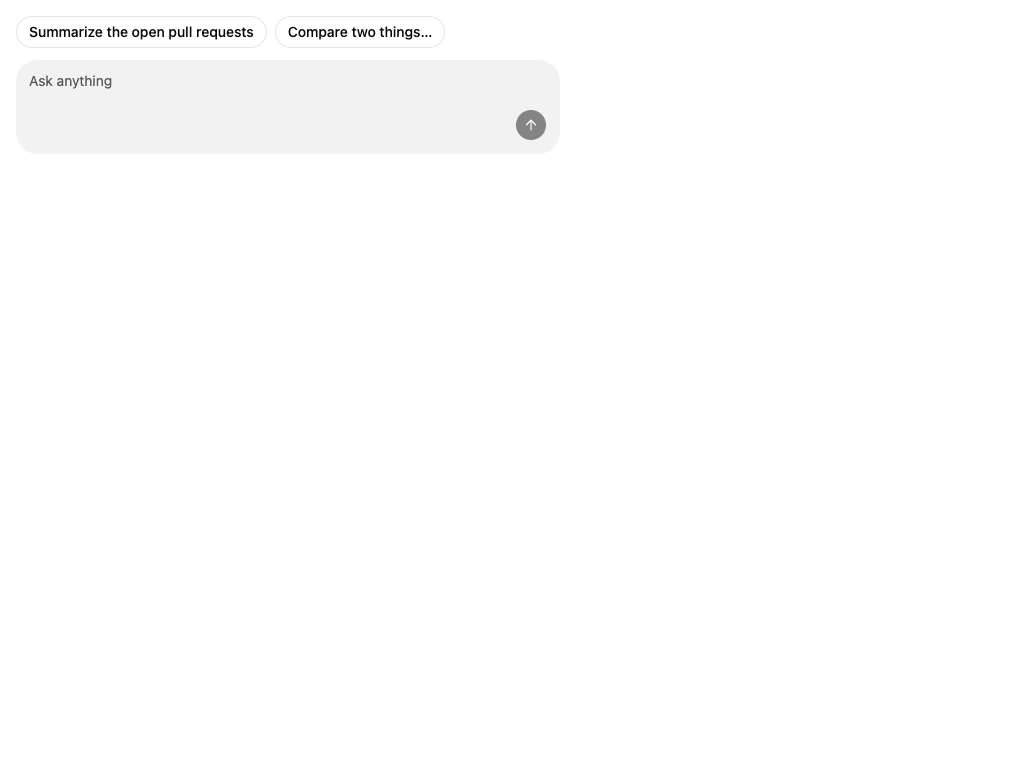 Summarize the open pull requests
Compare two things...
Ask anything